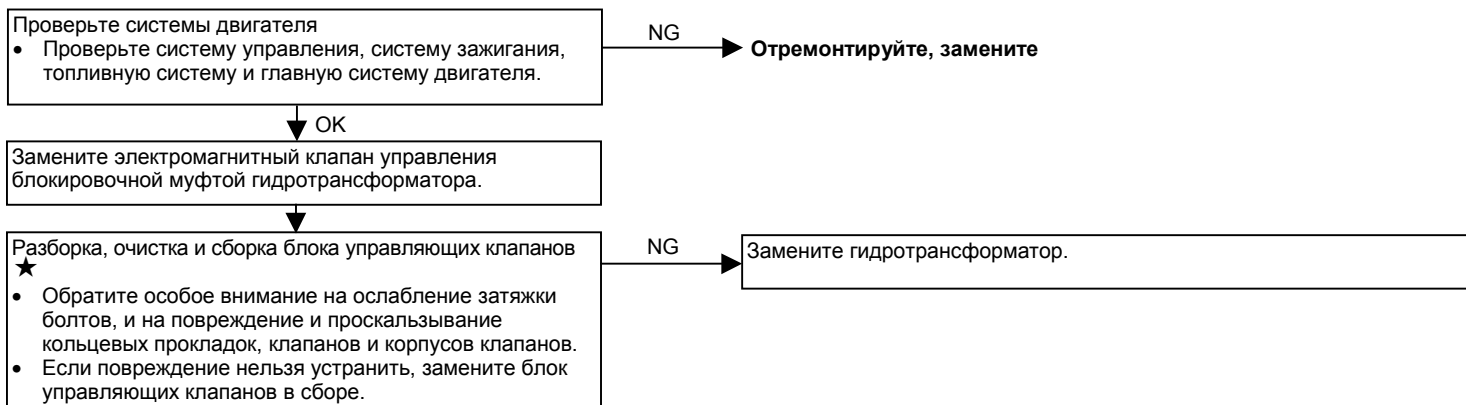 Проверьте системы двигателя
• Проверьте систему управления, систему зажигания,
топливную систему и главную систему двигателя.
NG
Отремонтируйте, замените
OK
Замените электромагнитный клапан управления
блокировочной муфтой гидротрансформатора.
Разборка, очистка и сборка блока управляющих клапанов
★
• Обратите особое внимание на ослабление затяжки
болтов, и на повреждение и проскальзывание
кольцевых прокладок, клапанов и корпусов клапанов.
• Если повреждение нельзя устранить, замените блок
управляющих клапанов в сборе.
NG
Замените гидротрансформатор.